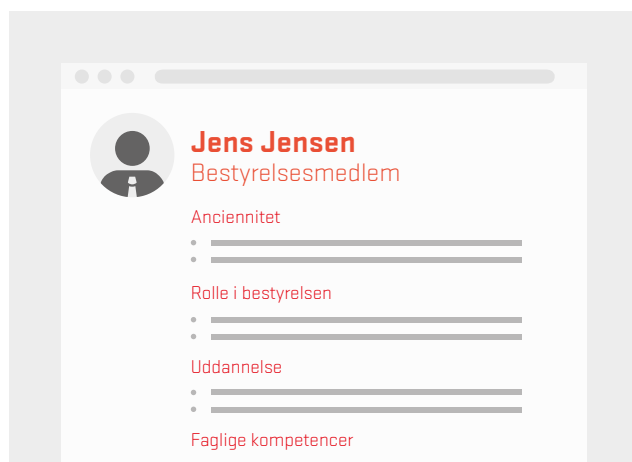 Jens Jensen
Bestyrelsesmedlem
Anciennitet
Rolle i bestyrelsen
Uddannelse
Faglige kompetencer